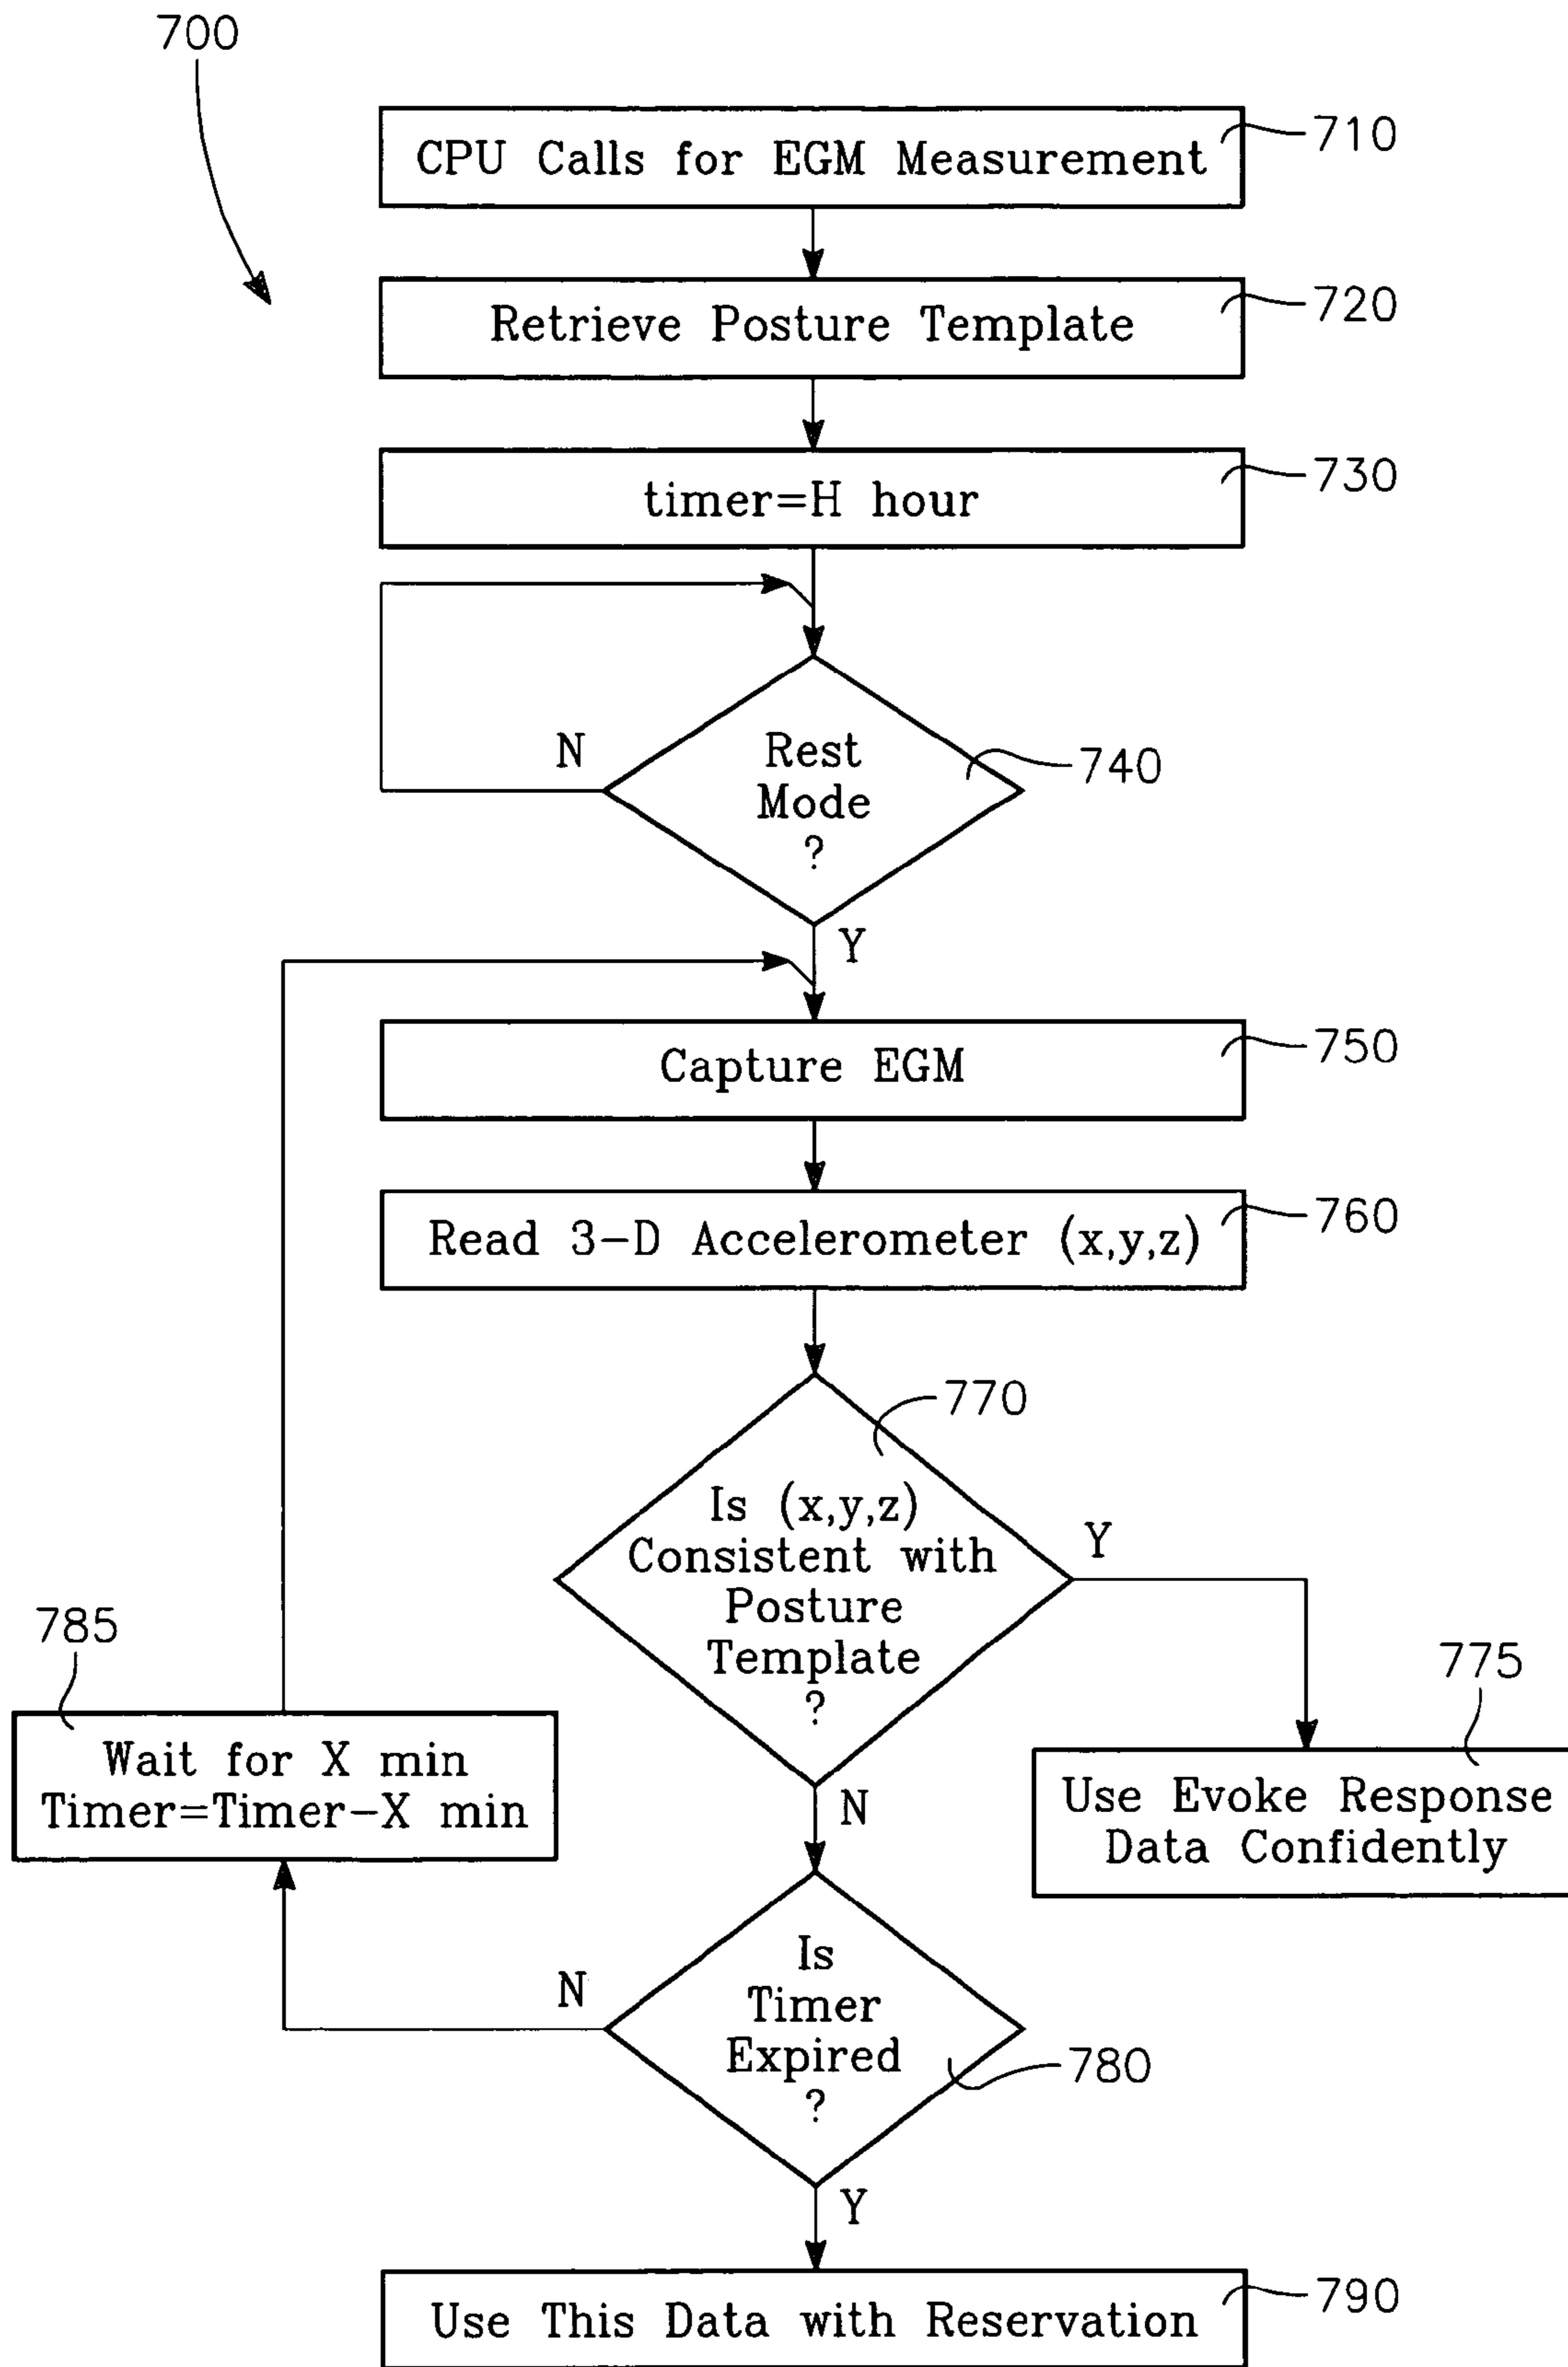 700
CPU Calls for EGM Measurement
710
Retrieve Posture Template
720
timer=H hour
730
Rest
Mode
?
740
N
Y
Capture EGM
750
Read 3-D Accelerometer (x,y,z)
760
770
Is (x,y,z)
Consistent with
Posture
Template
?
Y
N
785
Wait for X min
Timer=Timer-X min
775
Use Evoke Response
Data Confidently
Is
Timer
Expired
?
780
N
Y
Use This Data with Reservation
790